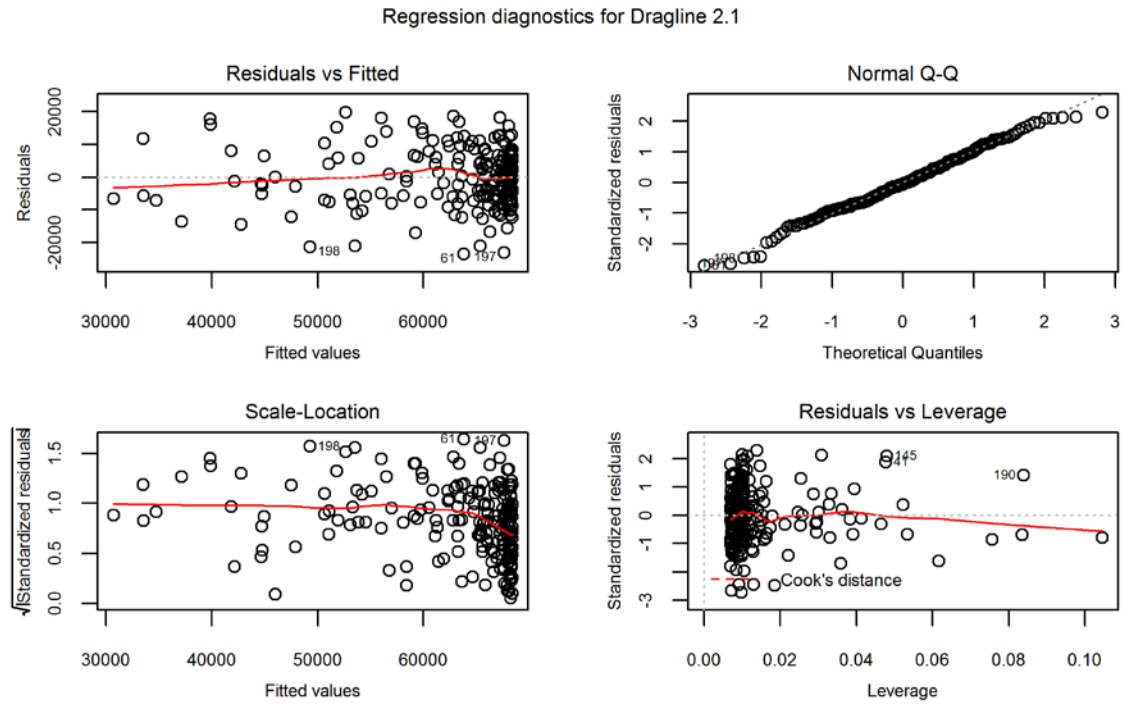 Regression diagnostics for Dragline 2.1
Residuals vs Fitted
Residuals
20000
0
-20000
198
61
197
30000 40000 50000 60000
Fitted values
Normal Q-Q
Standardized residuals
2
1
0
-1
-2
198
-3 -2 -1 0 1 2 3
Theoretical Quantiles
Scale-Location
√|Standardized residuals|
1.5
1.0
0.5
0.0
198
61
197
30000 40000 50000 60000
Fitted values
Residuals vs Leverage
Standardized residuals
2
1
0
-1
-3
145
41
190
Cook's distance
0.00 0.02 0.04 0.06 0.08 0.10
Leverage